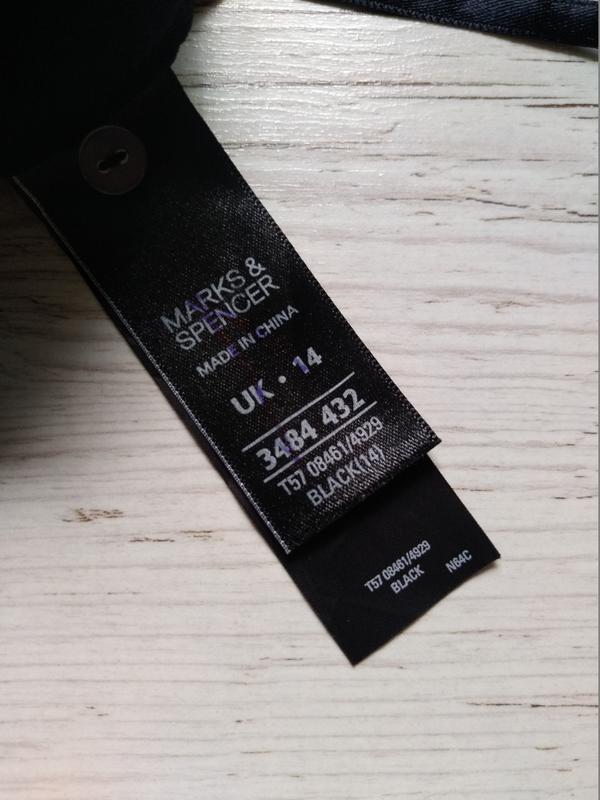 MARKS &
SPENCER
MADE IN CHINA
UK • 14
3484 432
T57 08461/4929
BLACK(14)
T57 08461/4929
BLACK N64C